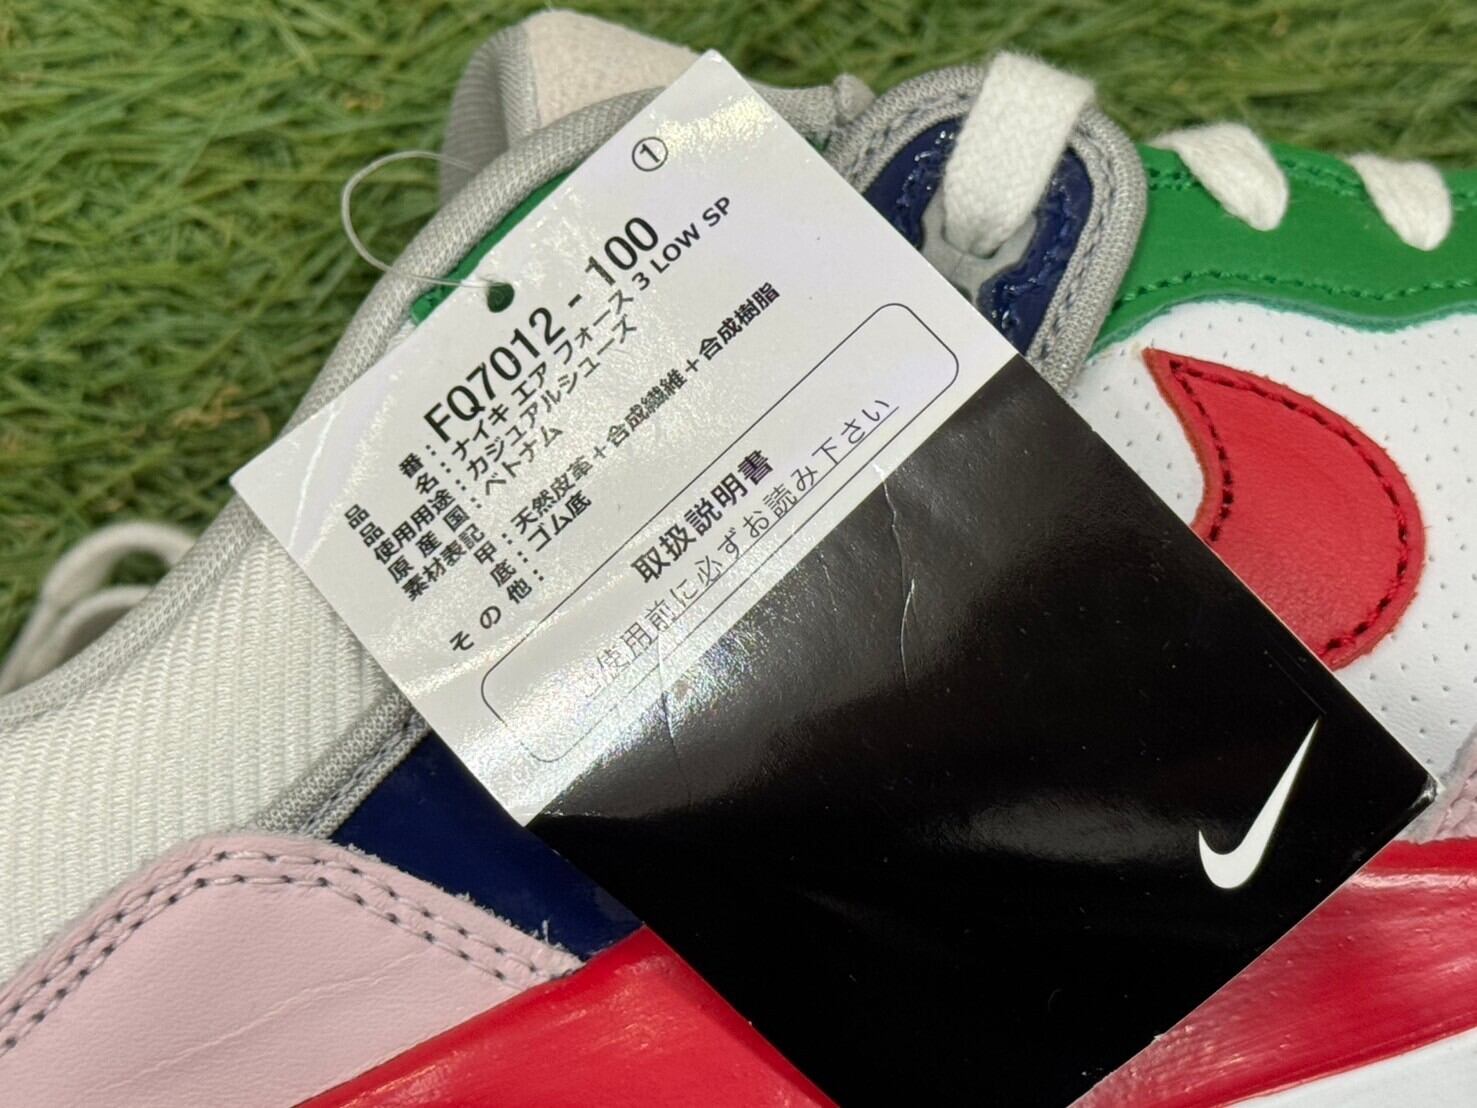 ①
品番：FQ7012 - 100
品名：ナイキ エア フォース 3 LOW SP
使用用途：カジュアルシューズ
原産国：ベトナム
素材表記 甲：天然皮革＋合成繊維＋合成樹脂
底：ゴム底
その他：
取扱説明書
ご使用前に必ずお読み下さい